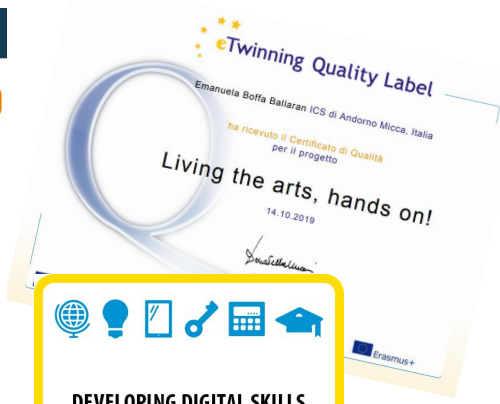 eTwinning Quality Label
Emanuela Boffa Ballaran ICS di Andorno Micca, Italia
ha ricevuto il Certificato di Qualità
per il progetto
Living the arts, hands on!
14.10.2019
Erasmus+
DEVELOPING DIGITAL SKILLS